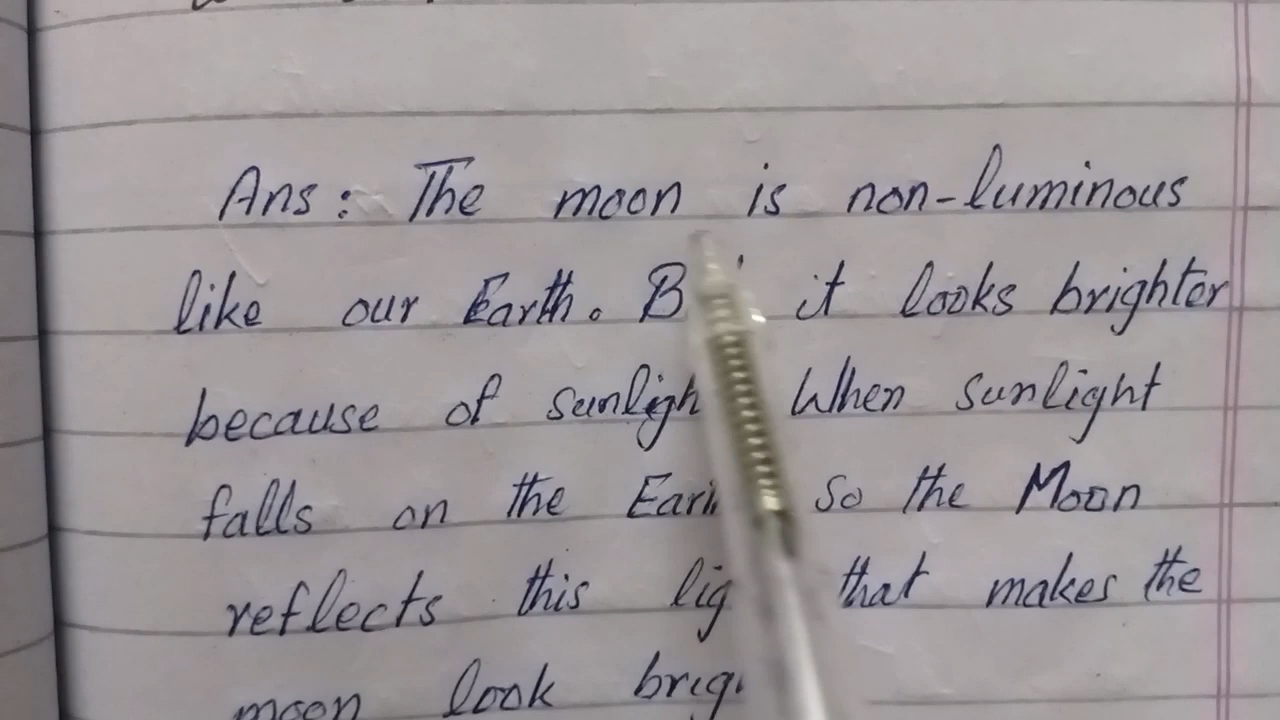 Ans: The moon is non-luminous
like our Earth. it looks brighter
because of When sunlight
falls on the so the Moon
reflects this that makes the
moon look